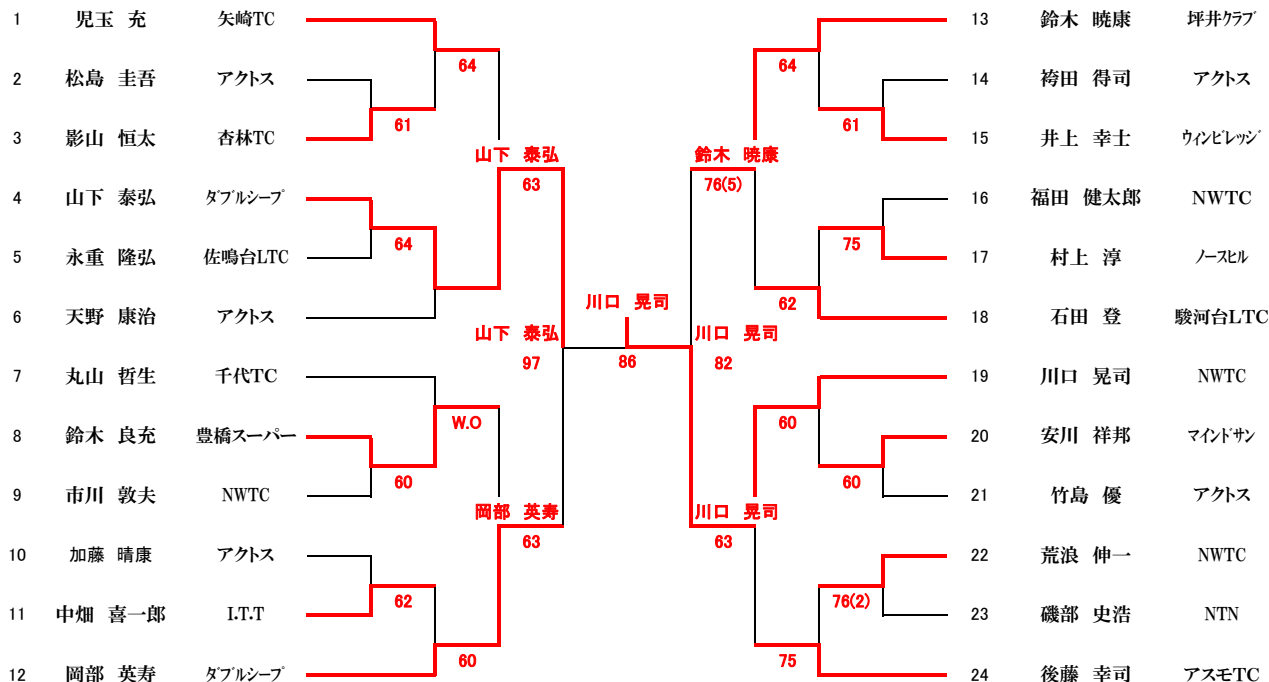 1 児玉 充 矢崎TC
2 松島 圭吾 アクトス
3 影山 恒太 杏林TC
4 山下 泰弘 ダブルシープ
5 永重 隆弘 佐鳴台LTC
6 天野 康治 アクトス
7 丸山 哲生 千代TC
8 鈴木 良充 豊橋スーパー
9 市川 敦夫 NWTC
10 加藤 晴康 アクトス
11 中畑 喜一郎 I.T.T
12 岡部 英寿 ダブルシープ
64
61
64
W.O
60
62
60
山下 泰弘
63
山下 泰弘
97
岡部 英寿
63
川口 晃司
86
鈴木 暁康
76(5)
川口 晃司
82
川口 晃司
63
64
61
75
62
60
60
76(2)
75
13 鈴木 暁康 坪井クラブ
14 袴田 得司 アクトス
15 井上 幸士 ウィンビレッジ
16 福田 健太郎 NWTC
17 村上 淳 ノースヒル
18 石田 登 駿河台LTC
19 川口 晃司 NWTC
20 安川 祥邦 マインドサン
21 竹島 優 アクトス
22 荒浪 伸一 NWTC
23 磯部 史浩 NTN
24 後藤 幸司 アスモTC